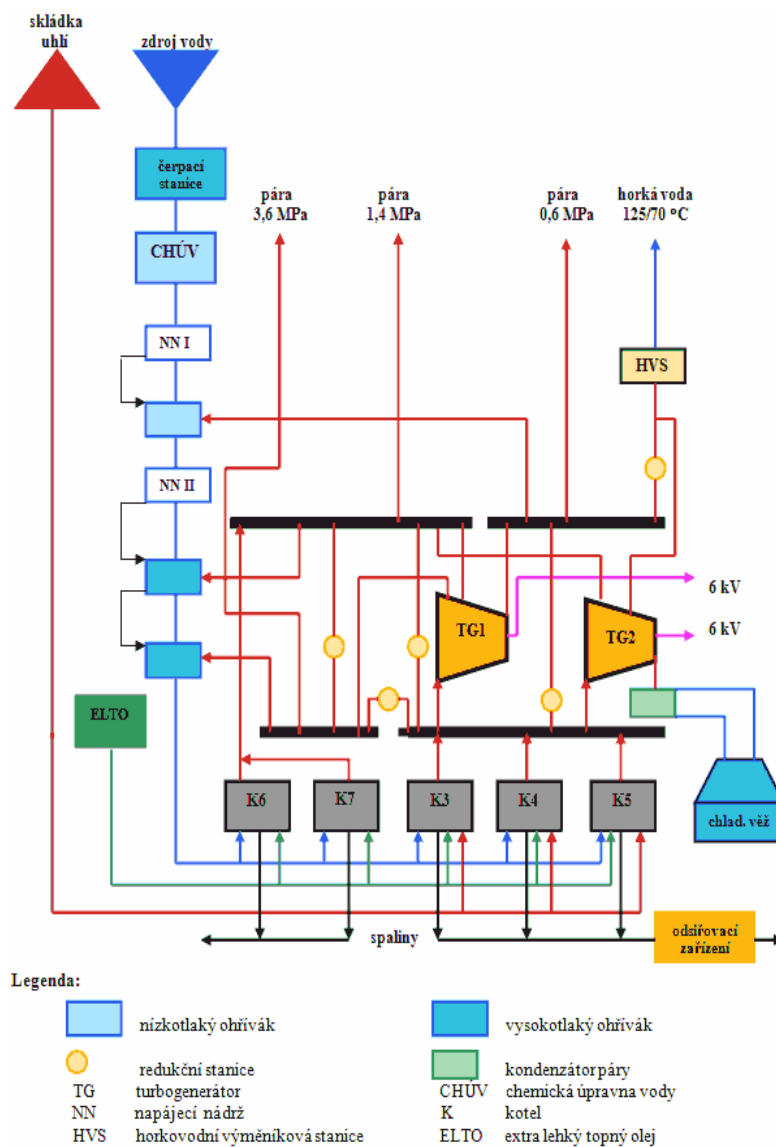 skládka
uhlí
zdroj vody
čerpací
stanice
CHÚV
pára
3,6 MPa
pára
1,4 MPa
pára
0,6 MPa
horká voda
125/70 °C
NN I
HVS
NN II
6 kV
TG1
TG2
6 kV
ELTO
K6
K7
K3
K4
K5
chlad. věž
spaliny
odsiřovací
zařízení
Legenda:
nízkotlaký ohřívák
vysokotlaký ohřívák
redukční stanice
kondenzátor páry
TG turbogenerátor
CHÚV chemická úpravna vody
NN napájecí nádrž
K kotel
HVS horkovodní výměníková stanice
ELTO extra lehký topný olej